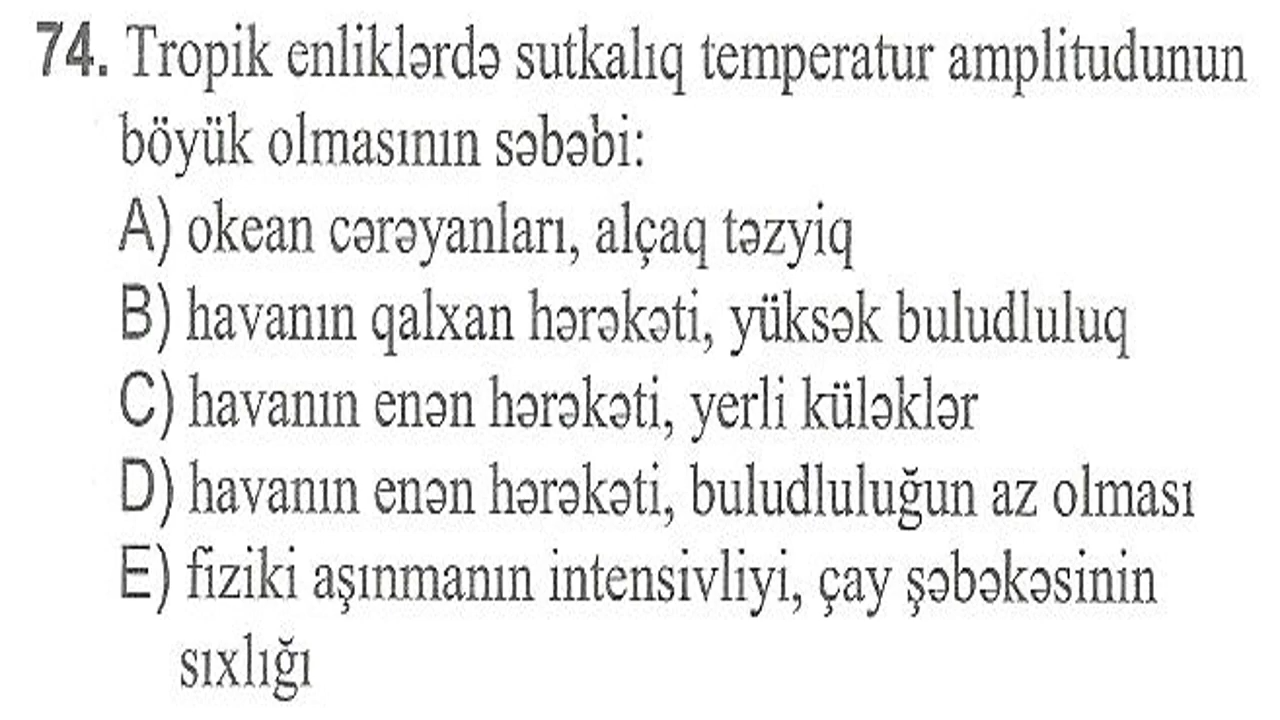 74. Tropik enliklərdə sutkalıq temperatur amplitudunun
böyük olmasının səbəbi:
A) okean cərəyanları, alçaq təzyiq
B) havanın qalxan hərəkəti, yüksək buludluluq
C) havanın enən hərəkəti, yerli küləklər
D) havanın enən hərəkəti, buludluluğun az olması
E) fiziki aşınmanın intensivliyi, çay şəbəkəsinin
sıxlığı